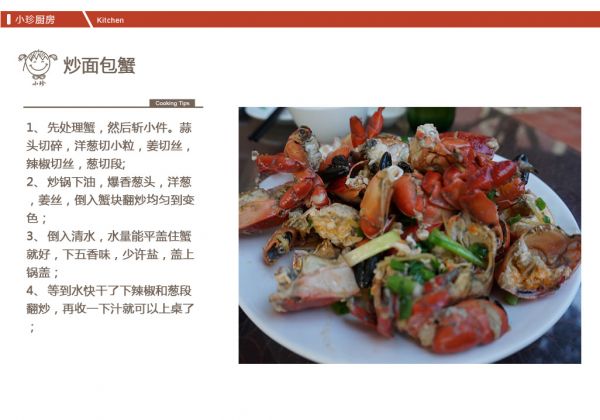 小珍厨房 Kitchen
小珍
炒面包蟹
Cooking Tips
1、 先处理蟹，然后斩小件。蒜
头切碎，洋葱切小粒，姜切丝，
辣椒切丝，葱切段;
2、 炒锅下油，爆香葱头，洋葱
，姜丝，倒入蟹块翻炒均匀到变
色；
3、 倒入清水，水量能平盖住蟹
就好，下五香味，少许盐，盖上
锅盖；
4、 等到水快干了下辣椒和葱段
翻炒，再收一下汁就可以上桌了
；